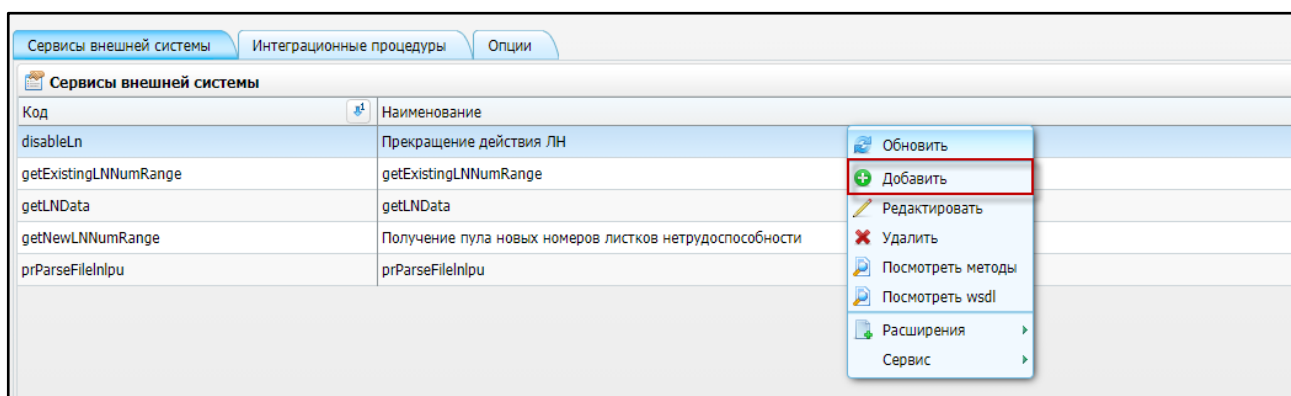 Сервисы внешней системы Интеграционные процедуры Опции
Сервисы внешней системы
Код 1 Наименование
disableLn Прекращение действия ЛН
getExistingLNNumRange getExistingLNNumRange
getLNData getLNData
getNewLNNumRange Получение пула новых номеров листков нетрудоспособности
prParseFilelnlpu prParseFilelnlpu
Обновить
Добавить
Редактировать
Удалить
Посмотреть методы
Посмотреть wsdl
Расширения
Сервис